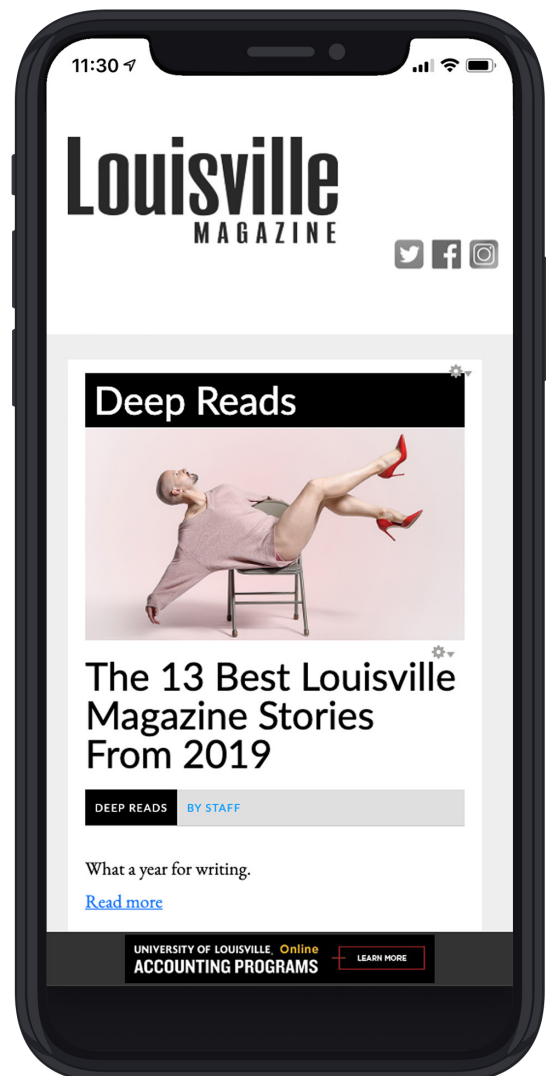 11:30
Louisville
MAGAZINE
Deep Reads
The 13 Best Louisville
Magazine Stories
From 2019
DEEP READS BY STAFF
What a year for writing.
Read more
UNIVERSITY OF LOUISVILLE, Online
ACCOUNTING PROGRAMS
LEARN MORE